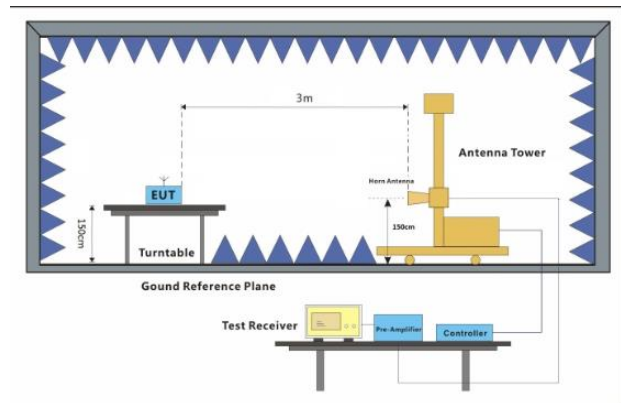 3m
Antenna Tower
Horn Antenna
EUT
150cm
150cm
Turntable
Gound Reference Plane
Test Receiver
Pre-Amplifier
Controller